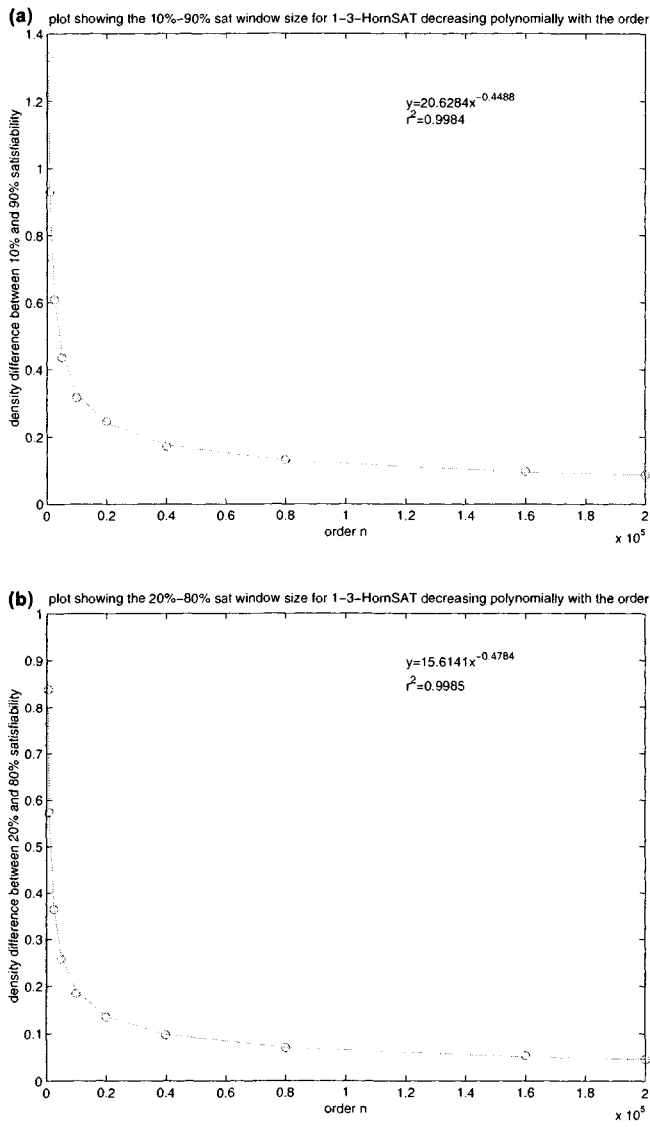 (a) plot showing the 10%-90% sat window size for 1-3-HornSAT decreasing polynomially with the order
1.4
1.2
1
0.8
0.6
0.4
0.2
0
density difference between 10% and 90% satisfiability
y=20.6284x^-0.4488
r^2=0.9984
0 0.2 0.4 0.6 0.8 1 1.2 1.4 1.6 1.8 2
order n
x 10^5
(b) plot showing the 20%-80% sat window size for 1-3-HornSAT decreasing polynomially with the order
1
0.9
0.8
0.7
0.6
0.5
0.4
0.3
0.2
0.1
0
density difference between 20% and 80% satisfiability
y=15.6141x^-0.4784
r^2=0.9985
0 0.2 0.4 0.6 0.8 1 1.2 1.4 1.6 1.8 2
order n
x 10^5